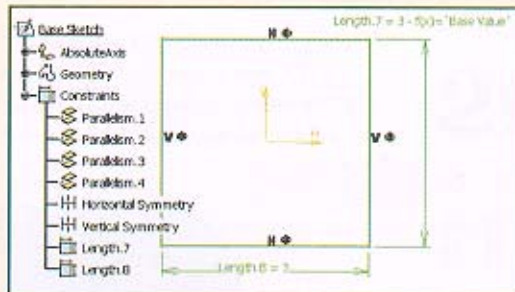 Base Sketch
AbsoluteAxis
Geometry
Constraints
Parallelism.1
Parallelism.2
Parallelism.3
Parallelism.4
Horizontal Symmetry
Vertical Symmetry
Length.7
Length.8
Length.7 = 3 - f(x)="Base Value"
H
V
V
H
H
Length.8 = 3